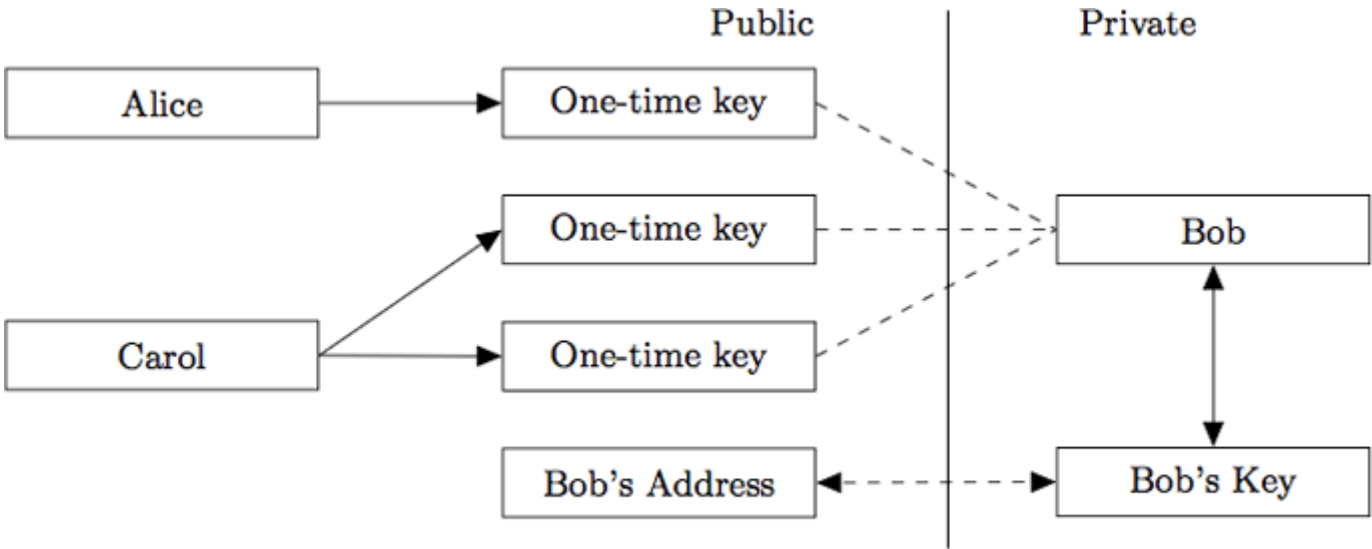 Public
Private
Alice
One-time key
One-time key
Bob
Carol
One-time key
Bob's Address
Bob's Key